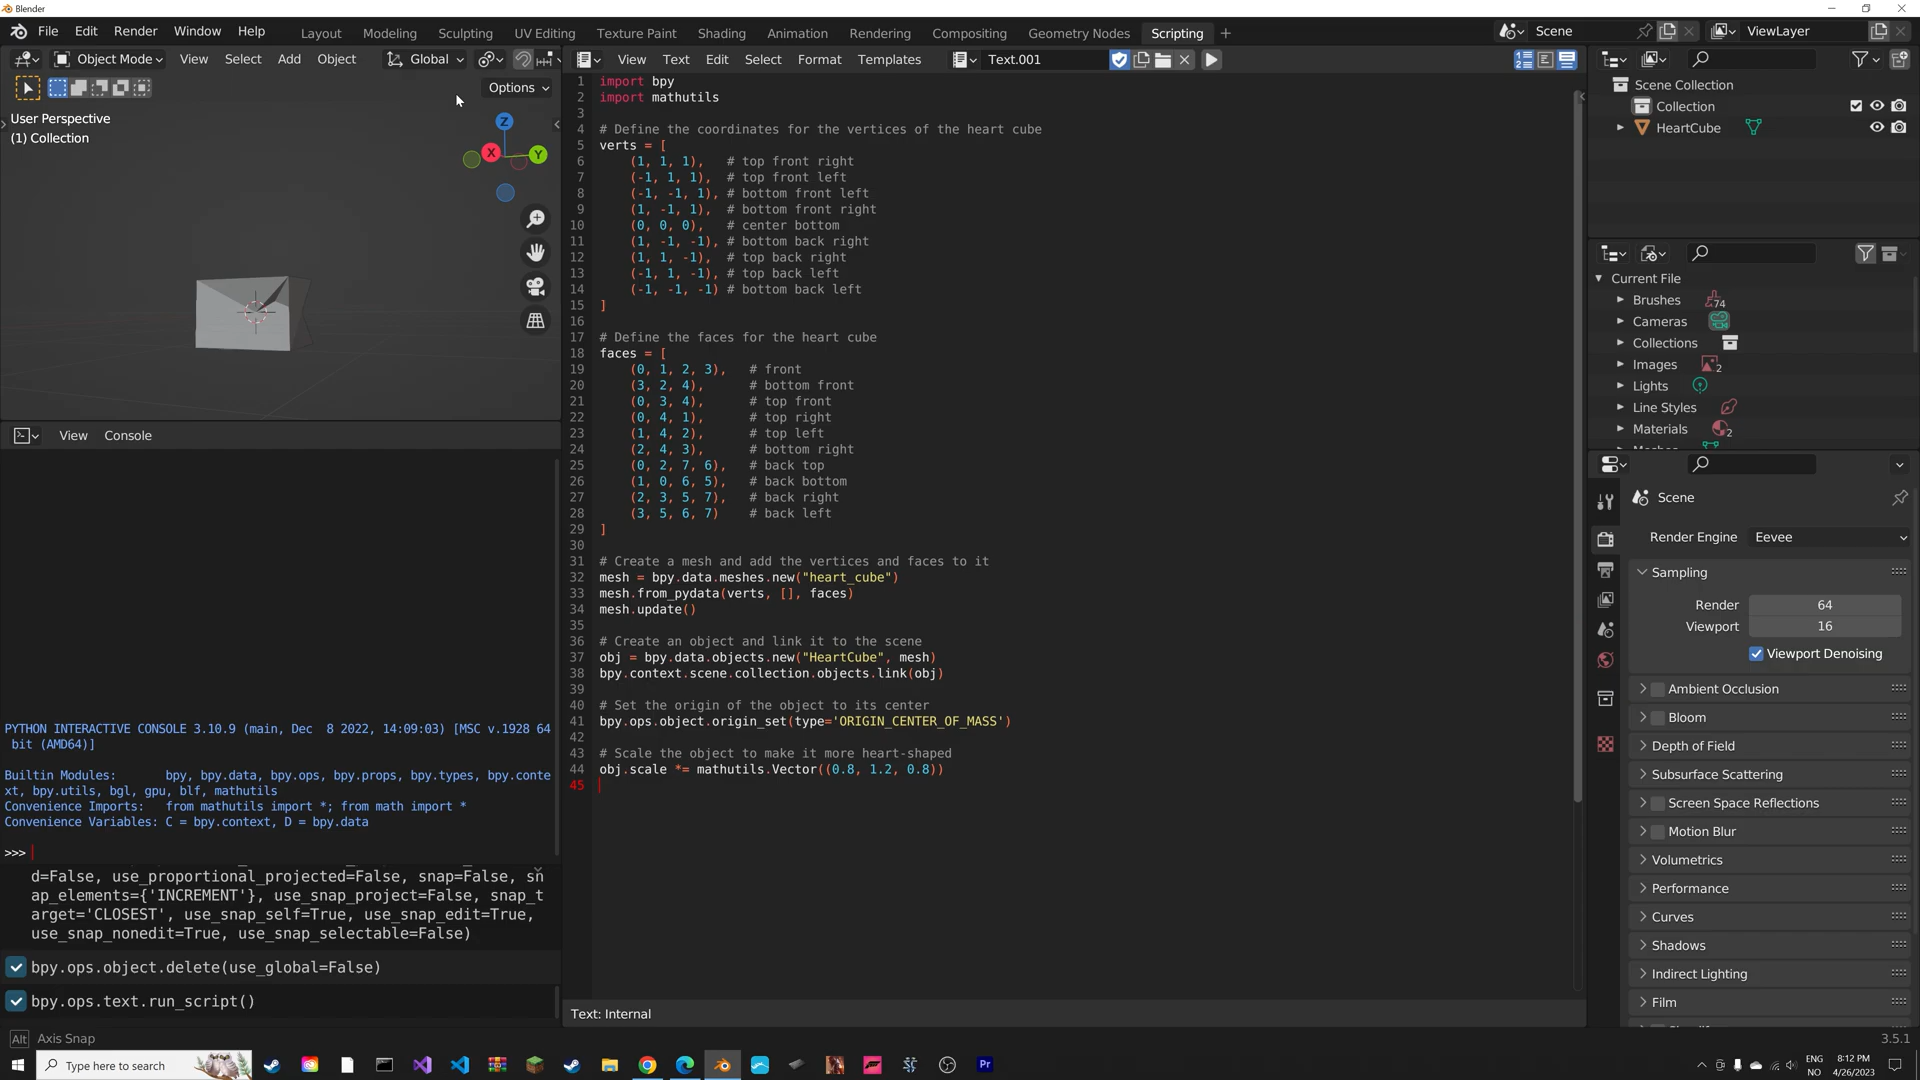 Blender
File Edit Render Window Help Layout Modeling Sculpting UV Editing Texture Paint Shading Animation Rendering Compositing Geometry Nodes Scripting + Scene ViewLayer
Object Mode View Select Add Object Global
Options
User Perspective
(1) Collection
Z
X
Y
View Console
PYTHON INTERACTIVE CONSOLE 3.10.9 (main, Dec  8 2022, 14:09:03) [MSC v.1928 64
bit (AMD64)]
Builtin Modules:      bpy, bpy.data, bpy.ops, bpy.props, bpy.types, bpy.conte
xt, bpy.utils, bgl, gpu, blf, mathutils
Convenience Imports:   from mathutils import *; from math import *
Convenience Variables: C = bpy.context, D = bpy.data
>>>
d=False, use_proportional_projected=False, snap=False, sn
ap_elements={'INCREMENT'}, use_snap_project=False, snap_t
arget='CLOSEST', use_snap_self=True, use_snap_edit=True,
use_snap_nonedit=True, use_snap_selectable=False)
bpy.ops.object.delete(use_global=False)
bpy.ops.text.run_script()
View Text Edit Select Format Templates Text.001
1 import bpy
2 import mathutils
3
4 # Define the coordinates for the vertices of the heart cube
5 verts = [
6     (1, 1, 1),   # top front right
7     (-1, 1, 1),  # top front left
8     (-1, -1, 1), # bottom front left
9     (1, -1, 1),  # bottom front right
10     (0, 0, 0),   # center bottom
11     (1, -1, -1), # bottom back right
12     (1, 1, -1),  # top back right
13     (-1, 1, -1), # top back left
14     (-1, -1, -1) # bottom back left
15 ]
16
17 # Define the faces for the heart cube
18 faces = [
19     (0, 1, 2, 3),   # front
20     (3, 2, 4),      # bottom front
21     (0, 3, 4),      # top front
22     (0, 4, 1),      # top right
23     (1, 4, 2),      # top left
24     (2, 4, 3),      # bottom right
25     (0, 2, 7, 6),   # back top
26     (1, 0, 6, 5),   # back bottom
27     (2, 3, 5, 7),   # back right
28     (3, 5, 6, 7)    # back left
29 ]
30
31 # Create a mesh and add the vertices and faces to it
32 mesh = bpy.data.meshes.new("heart_cube")
33 mesh.from_pydata(verts, [], faces)
34 mesh.update()
35
36 # Create an object and link it to the scene
37 obj = bpy.data.objects.new("HeartCube", mesh)
38 bpy.context.scene.collection.objects.link(obj)
39
40 # Set the origin of the object to its center
41 bpy.ops.object.origin_set(type='ORIGIN_CENTER_OF_MASS')
42
43 # Scale the object to make it more heart-shaped
44 obj.scale *= mathutils.Vector((0.8, 1.2, 0.8))
45
Text: Internal
Scene Collection
Collection
HeartCube
Current File
Brushes 74
Cameras
Collections
Images 2
Lights
Line Styles
Materials 2
Scene
Render Engine Eevee
Sampling
Render 64
Viewport 16
Viewport Denoising
Ambient Occlusion
Bloom
Depth of Field
Subsurface Scattering
Screen Space Reflections
Motion Blur
Volumetrics
Performance
Curves
Shadows
Indirect Lighting
Film
Alt Axis Snap 3.5.1
Type here to search Pr ENG 8:12 PM
NO 4/26/2023